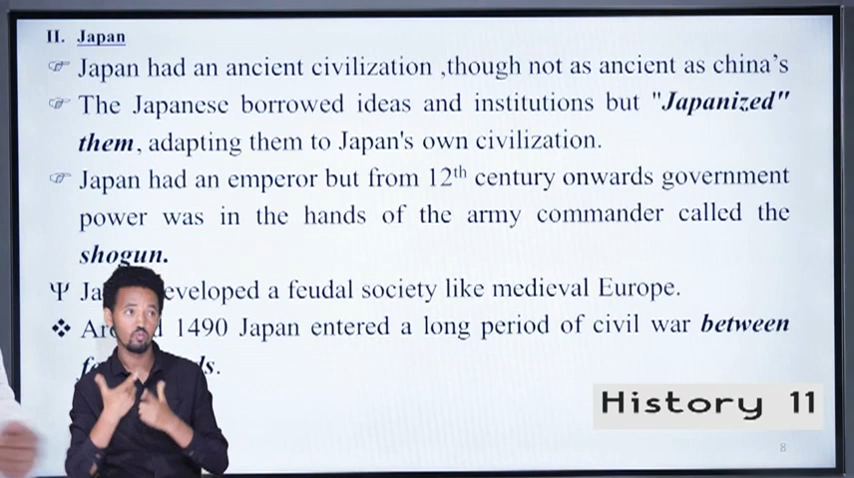 II. Japan
Japan had an ancient civilization ,though not as ancient as china's
The Japanese borrowed ideas and institutions but "Japanized"
them, adapting them to Japan's own civilization.
Japan had an emperor but from 12th century onwards government
power was in the hands of the army commander called the
shogun.
developed a feudal society like medieval Europe.
1490 Japan entered a long period of civil war between
History 11
8